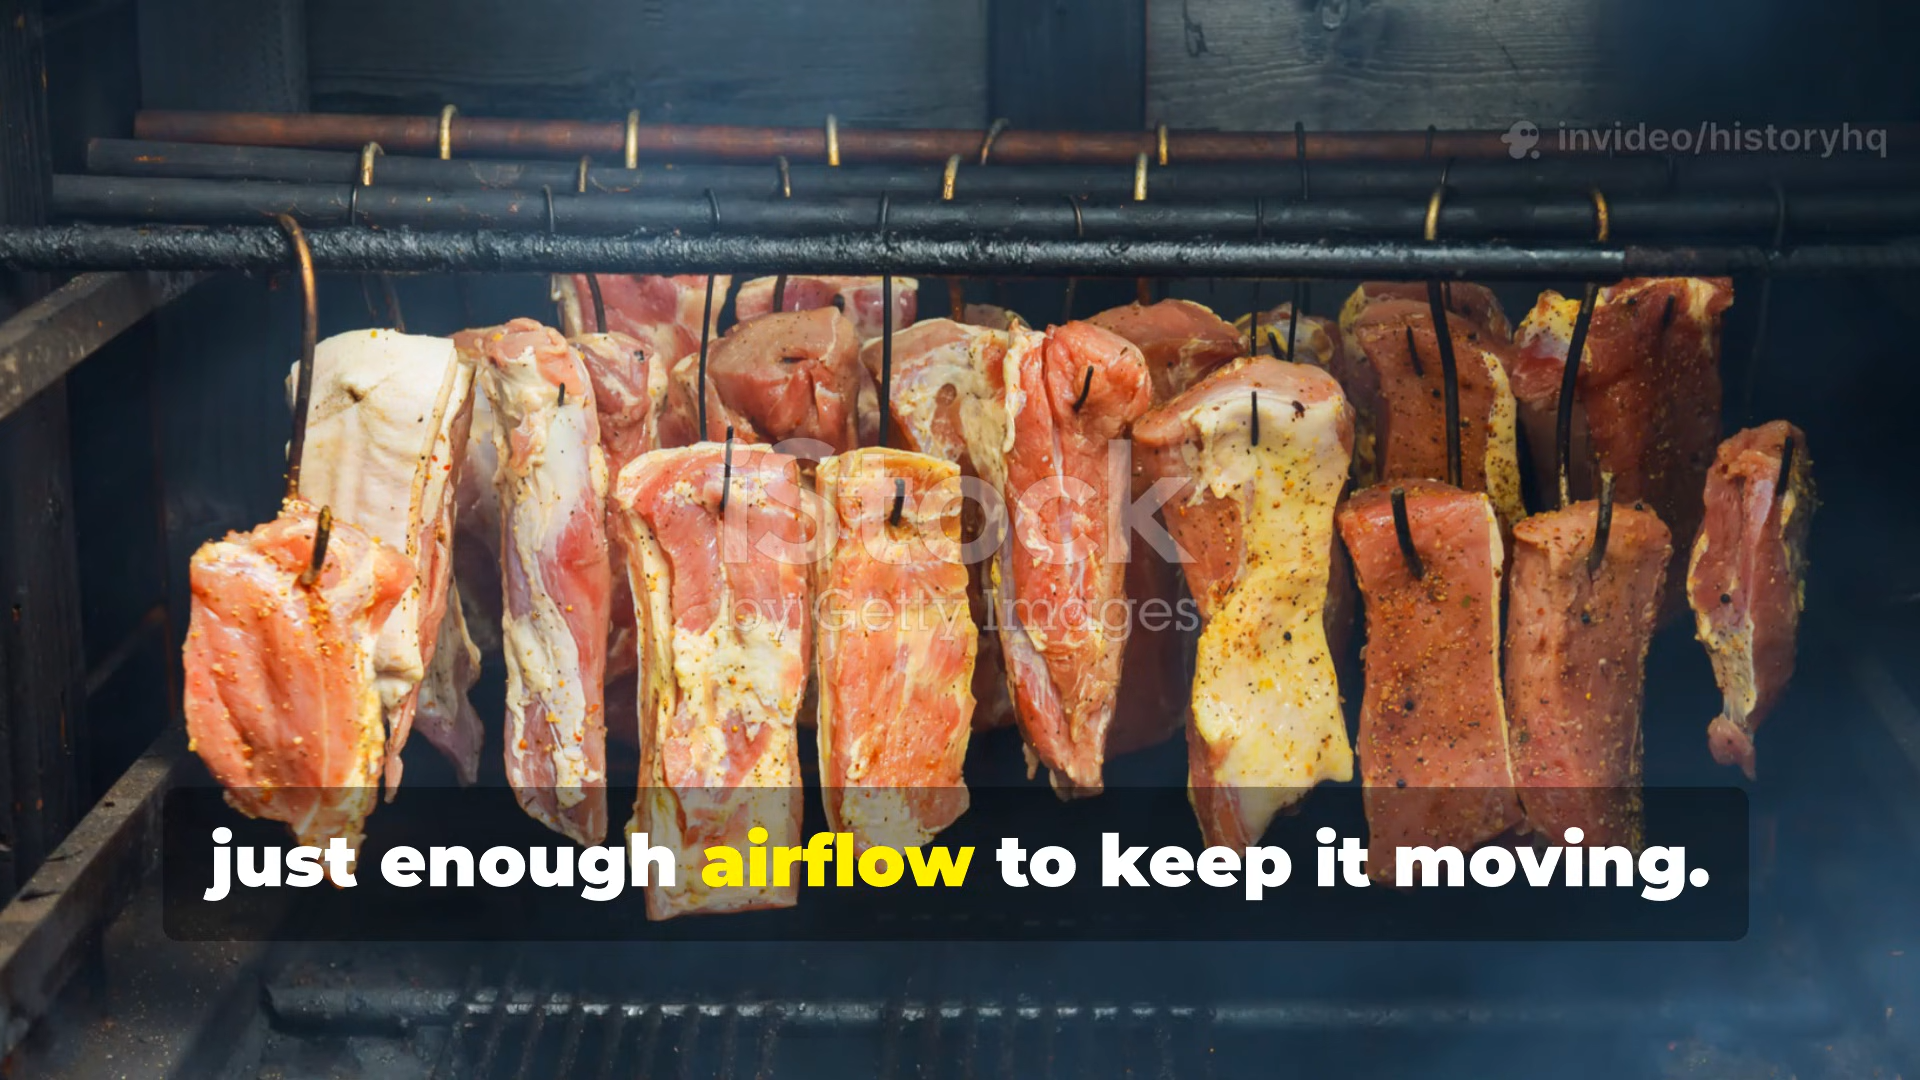 invideo/historyhq
iStock
by Getty Images
just enough airflow to keep it moving.